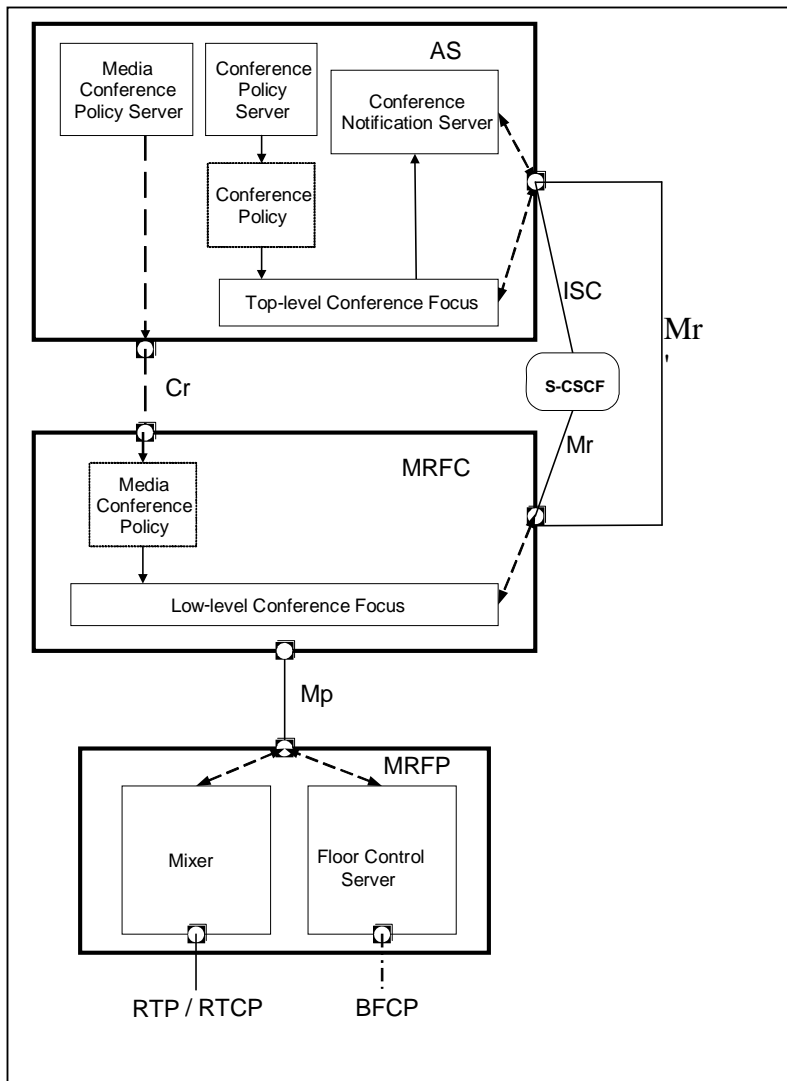 AS
Media
Conference
Policy Server
Conference
Policy
Server
Conference
Notification Server
Conference
Policy
Top-level Conference Focus
ISC
Mr
'
S-CSCF
Cr
Mr
MRFC
Media
Conference
Policy
Low-level Conference Focus
Mp
MRFP
Mixer
Floor Control
Server
RTP / RTCP
BFCP